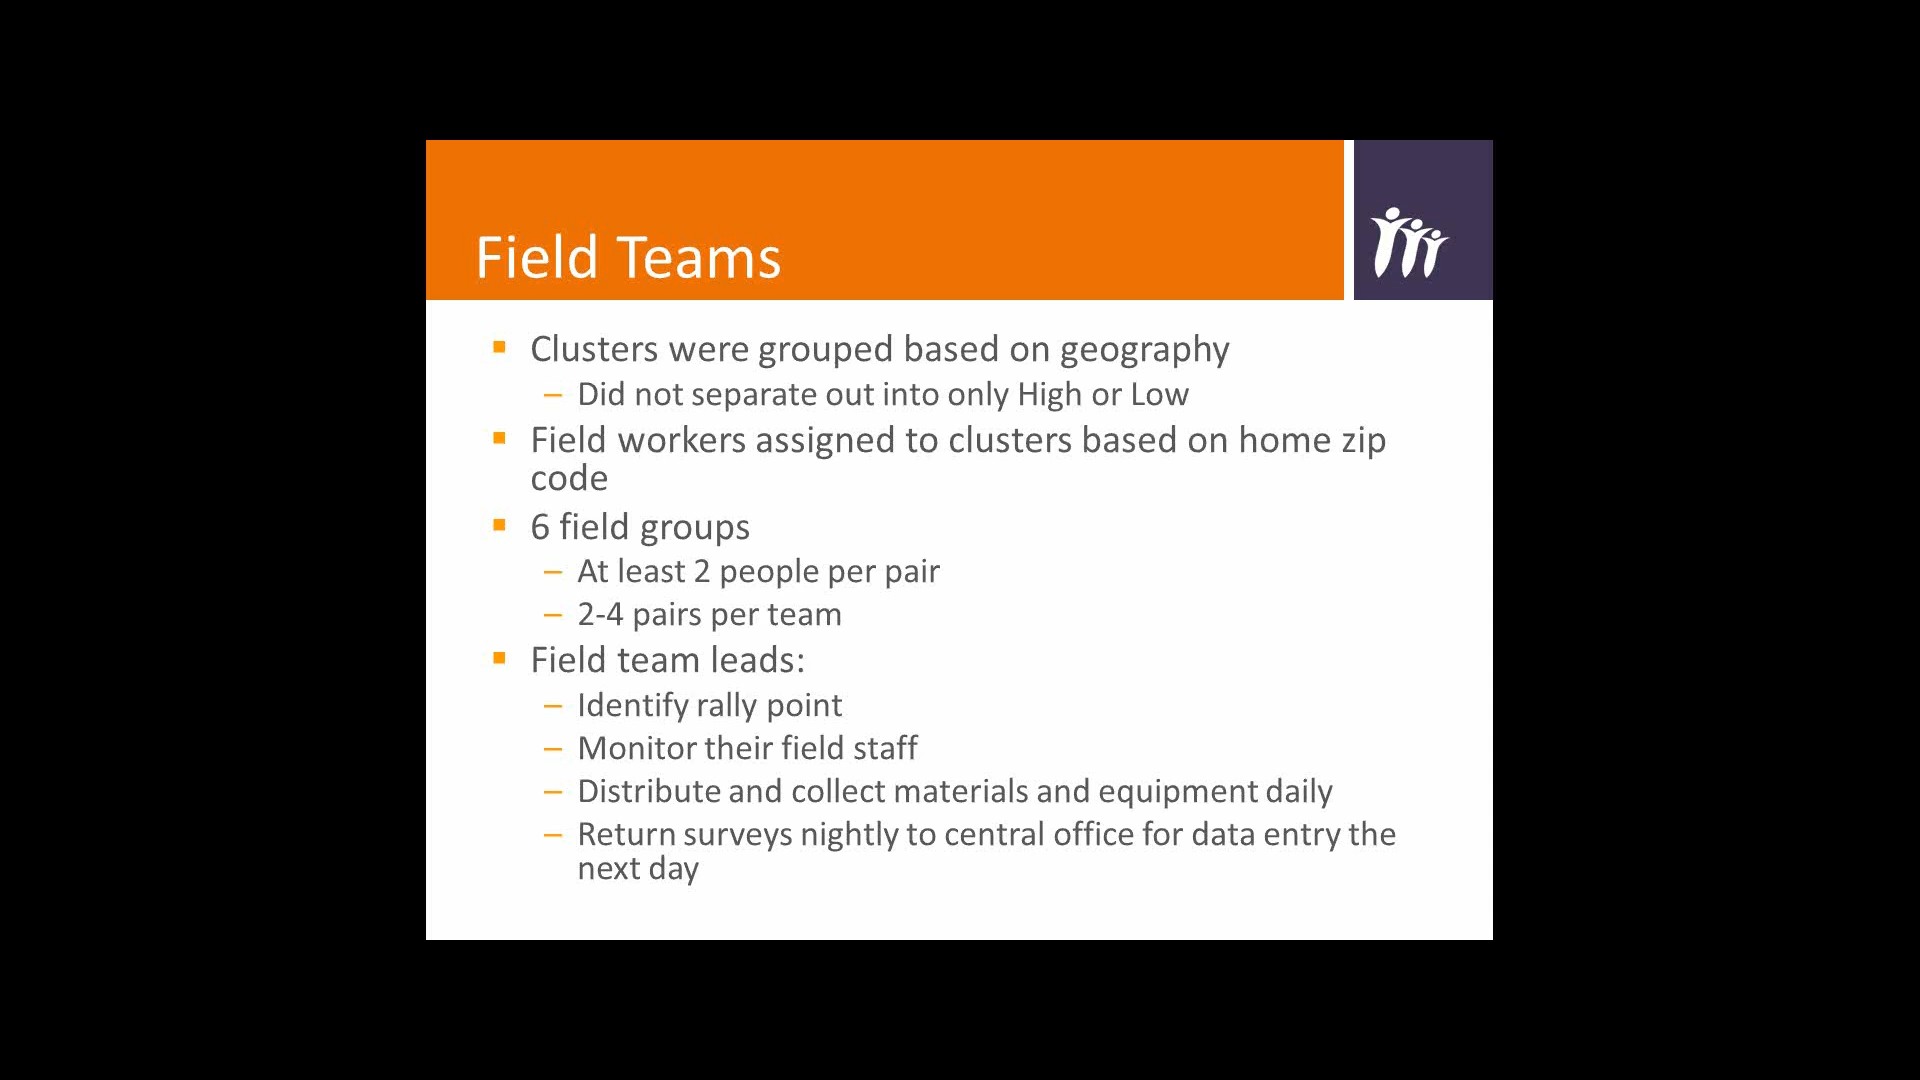 Field Teams
Clusters were grouped based on geography
– Did not separate out into only High or Low
Field workers assigned to clusters based on home zip
code
6 field groups
– At least 2 people per pair
– 2-4 pairs per team
Field team leads:
– Identify rally point
– Monitor their field staff
– Distribute and collect materials and equipment daily
– Return surveys nightly to central office for data entry the
next day